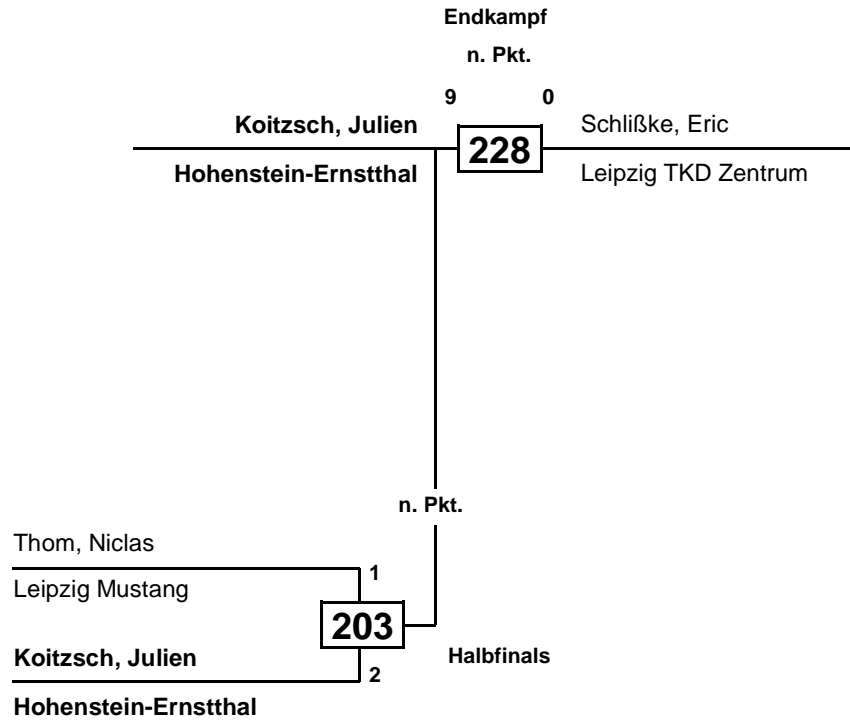 Endkampf
n. Pkt.
9 0
Koitzsch, Julien
Hohenstein-Ernstthal
228
Schlißke, Eric
Leipzig TKD Zentrum
n. Pkt.
Thom, Niclas
Leipzig Mustang
1
203
Koitzsch, Julien
Hohenstein-Ernstthal
2
Halbfinals